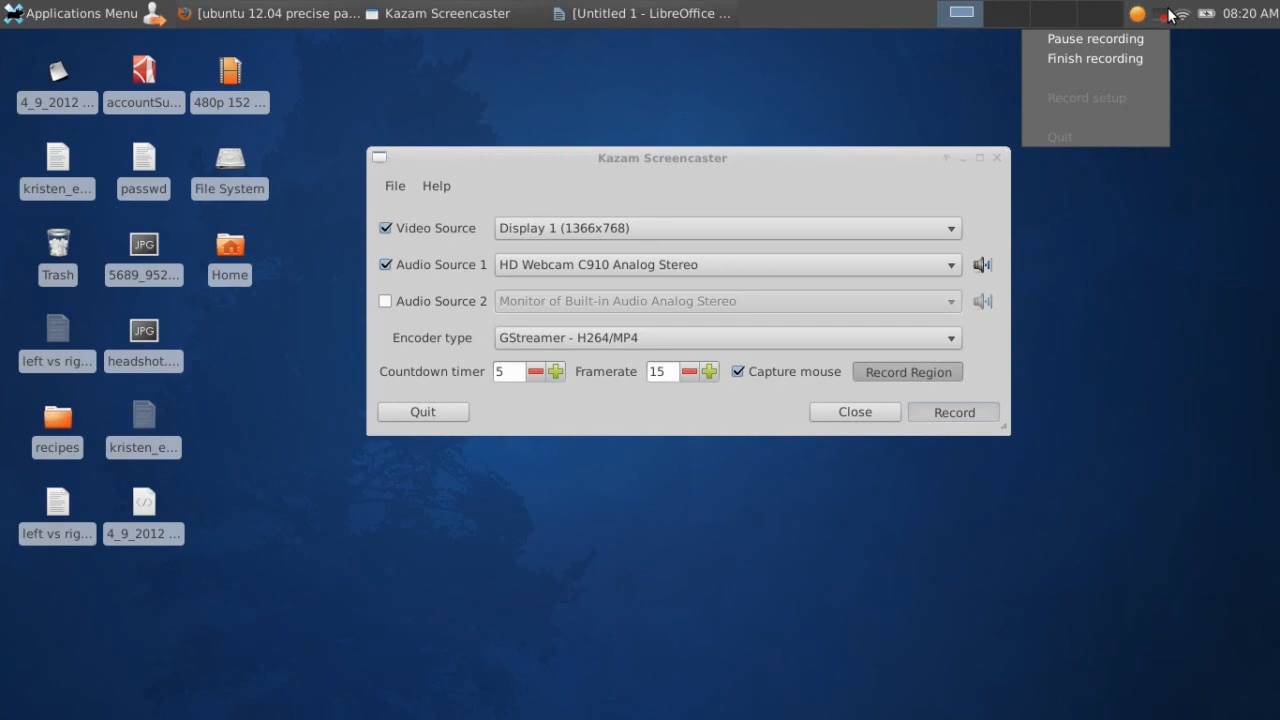 Applications Menu
[ubuntu 12.04 precise pa...
Kazam Screencaster
[Untitled 1 - LibreOffice ...
08:20 AM
Pause recording
Finish recording
Record setup
Quit
4_9_2012 ...
accountSu...
480p 152 ...
kristen_e...
passwd
File System
Trash
JPG
5689_952...
Home
left vs rig...
JPG
headshot....
recipes
kristen_e...
left vs rig...
4_9_2012 ...
Kazam Screencaster
File Help
Video Source Display 1 (1366x768)
Audio Source 1 HD Webcam C910 Analog Stereo
Audio Source 2 Monitor of Built-in Audio Analog Stereo
Encoder type GStreamer - H264/MP4
Countdown timer 5 Framerate 15 Capture mouse Record Region
Quit Close Record